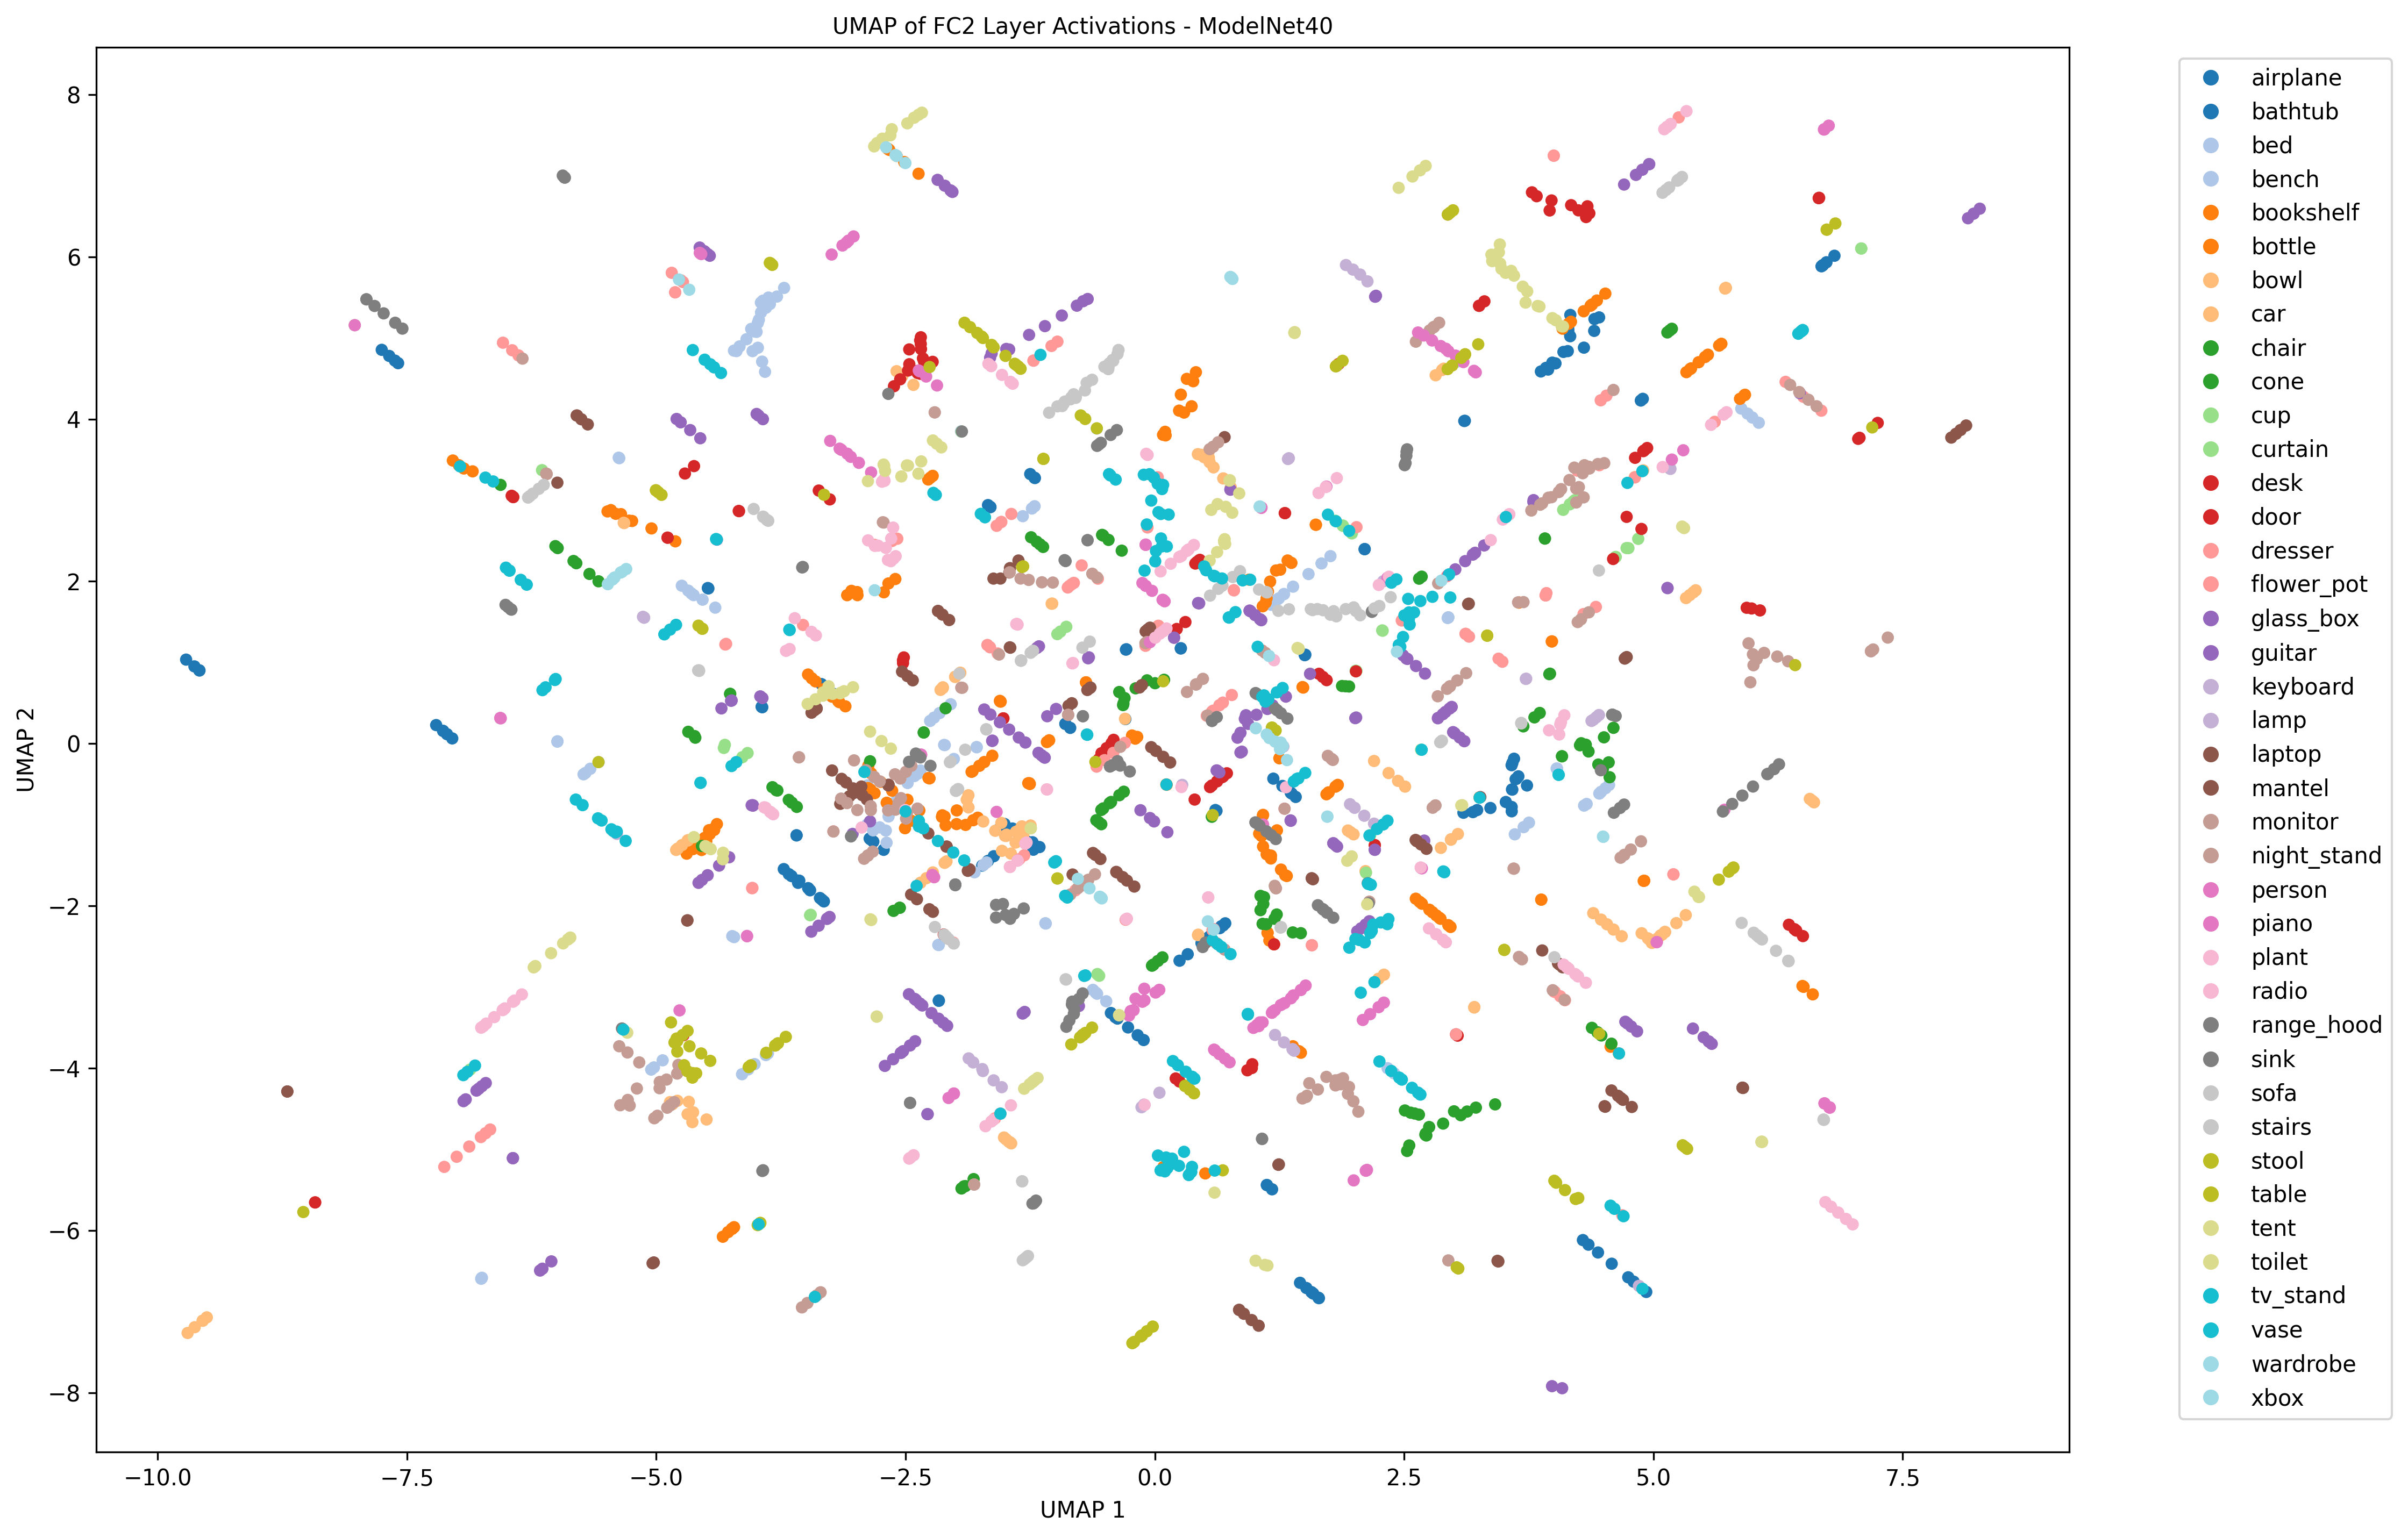 UMAP of FC2 Layer Activations - ModelNet40
8
6
4
2
0
−2
−4
−6
−8
UMAP 2
−10.0
−7.5
−5.0
−2.5
0.0
2.5
5.0
7.5
UMAP 1
airplane
bathtub
bed
bench
bookshelf
bottle
bowl
car
chair
cone
cup
curtain
desk
door
dresser
flower_pot
glass_box
guitar
keyboard
lamp
laptop
mantel
monitor
night_stand
person
piano
plant
radio
range_hood
sink
sofa
stairs
stool
table
tent
toilet
tv_stand
vase
wardrobe
xbox